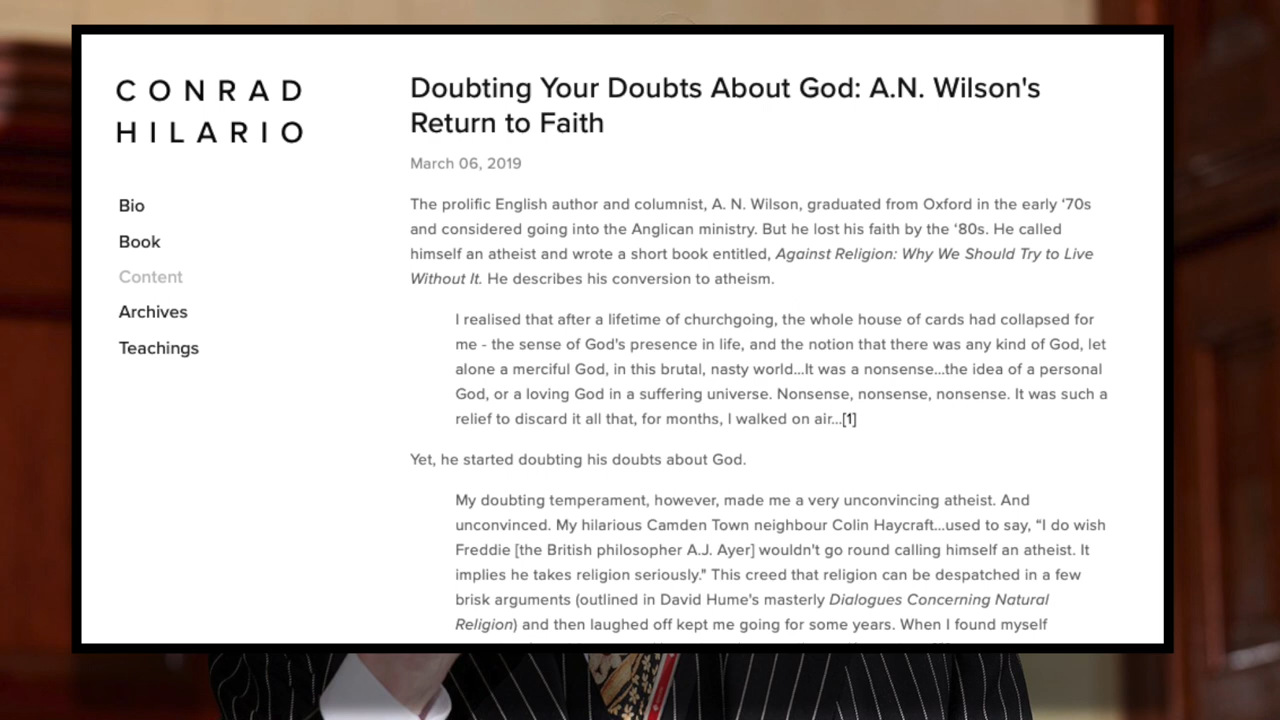 CONRAD
HILARIO
Bio
Book
Content
Archives
Teachings
Doubting Your Doubts About God: A.N. Wilson's
Return to Faith
March 06, 2019
The prolific English author and columnist, A. N. Wilson, graduated from Oxford in the early ‘70s
and considered going into the Anglican ministry. But he lost his faith by the ‘80s. He called
himself an atheist and wrote a short book entitled, Against Religion: Why We Should Try to Live
Without It. He describes his conversion to atheism.
I realised that after a lifetime of churchgoing, the whole house of cards had collapsed for
me - the sense of God's presence in life, and the notion that there was any kind of God, let
alone a merciful God, in this brutal, nasty world...It was a nonsense...the idea of a personal
God, or a loving God in a suffering universe. Nonsense, nonsense, nonsense. It was such a
relief to discard it all that, for months, I walked on air...[1]
Yet, he started doubting his doubts about God.
My doubting temperament, however, made me a very unconvincing atheist. And
unconvinced. My hilarious Camden Town neighbour Colin Haycraft...used to say, “I do wish
Freddie [the British philosopher A.J. Ayer] wouldn't go round calling himself an atheist. It
implies he takes religion seriously." This creed that religion can be despatched in a few
brisk arguments (outlined in David Hume's masterly Dialogues Concerning Natural
Religion) and then laughed off kept me going for some years. When I found myself